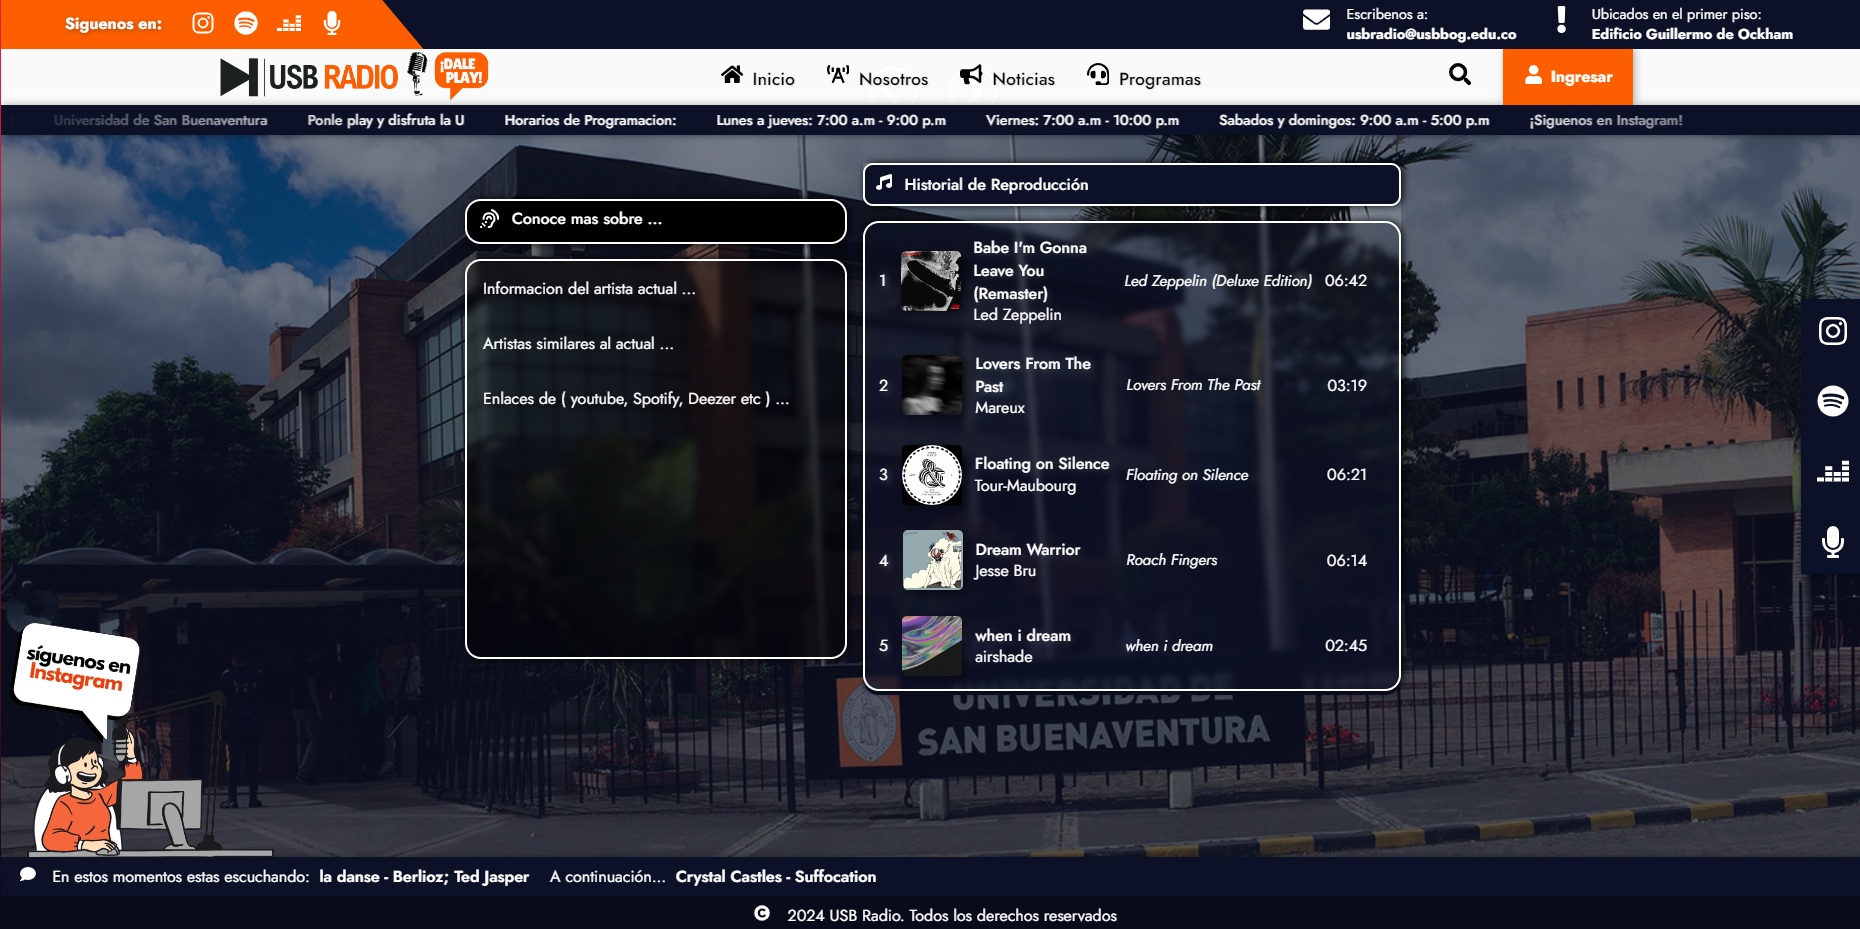 Siguenos en:
Escribenos a:
usbradio@usbbog.edu.co
Ubicados en el primer piso:
Edificio Guillermo de Ockham
USB RADIO ¡DALE PLAY!
Inicio
Nosotros
Noticias
Programas
Ingresar
Universidad de San Buenaventura
Ponle play y disfruta la U
Horarios de Programacion:
Lunes a jueves: 7:00 a.m - 9:00 p.m
Viernes: 7:00 a.m - 10:00 p.m
Sabados y domingos: 9:00 a.m - 5:00 p.m
¡Siguenos en Instagram!
Conoce mas sobre ...
Informacion del artista actual ...
Artistas similares al actual ...
Enlaces de ( youtube, Spotify, Deezer etc ) ...
Historial de Reproducción
1
Babe I'm Gonna
Leave You
(Remaster)
Led Zeppelin
Led Zeppelin (Deluxe Edition)
06:42
2
Lovers From The
Past
Mareux
Lovers From The Past
03:19
3
Floating on Silence
Tour-Maubourg
Floating on Silence
06:21
4
Dream Warrior
Jesse Bru
Roach Fingers
06:14
5
when i dream
airshade
when i dream
02:45
UNIVERSIDAD DE
SAN BUENAVENTURA
síguenos en
Instagram
En estos momentos estas escuchando: la danse - Berlioz; Ted Jasper A continuación... Crystal Castles - Suffocation
© 2024 USB Radio. Todos los derechos reservados